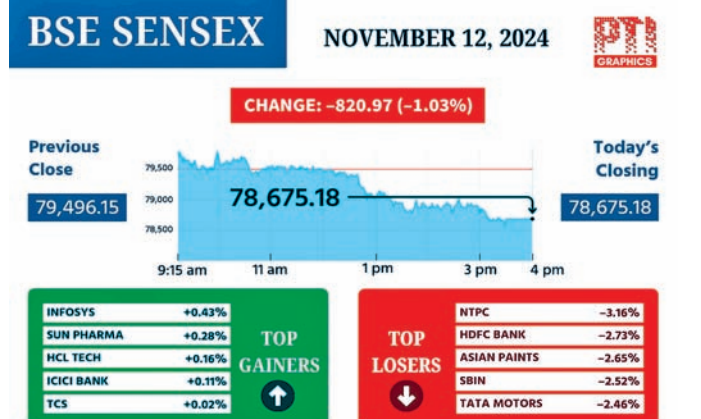 BSE SENSEX
NOVEMBER 12, 2024
PTI
GRAPHICS
CHANGE: –820.97 (–1.03%)
Previous
Close
79,496.15
Today's
Closing
78,675.18
79,500
79,000
78,500
78,675.18
9:15 am 11 am 1 pm 3 pm 4 pm
INFOSYS +0.43%
SUN PHARMA +0.28%
HCL TECH +0.16%
ICICI BANK +0.11%
TCS +0.02%
TOP
GAINERS
TOP
LOSERS
NTPC –3.16%
HDFC BANK –2.73%
ASIAN PAINTS –2.65%
SBIN –2.52%
TATA MOTORS –2.46%